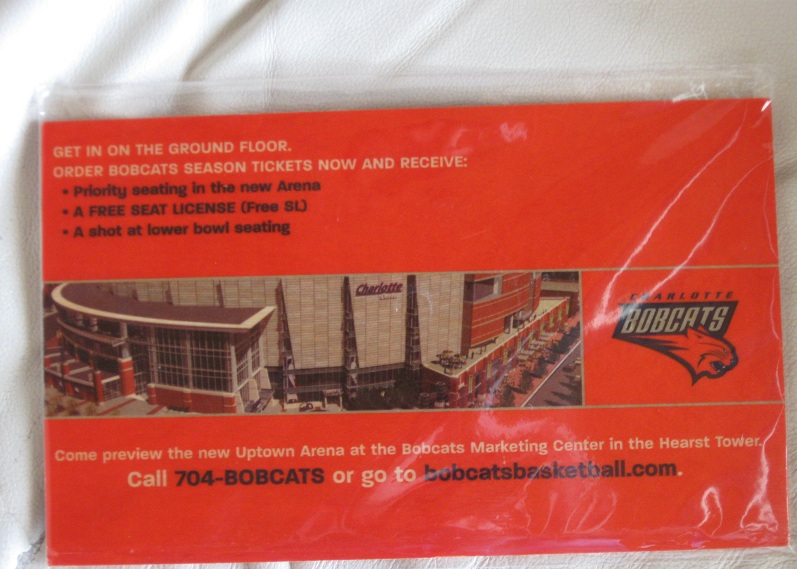 GET IN ON THE GROUND FLOOR.
ORDER BOBCATS SEASON TICKETS NOW AND RECEIVE:
• Priority seating in the new Arena
• A FREE SEAT LICENSE (Free SL)
• A shot at lower bowl seating
Charlotte
CHARLOTTE
BOBCATS
Come preview the new Uptown Arena at the Bobcats Marketing Center in the Hearst Tower.
Call 704-BOBCATS or go to bobcatsbasketball.com.